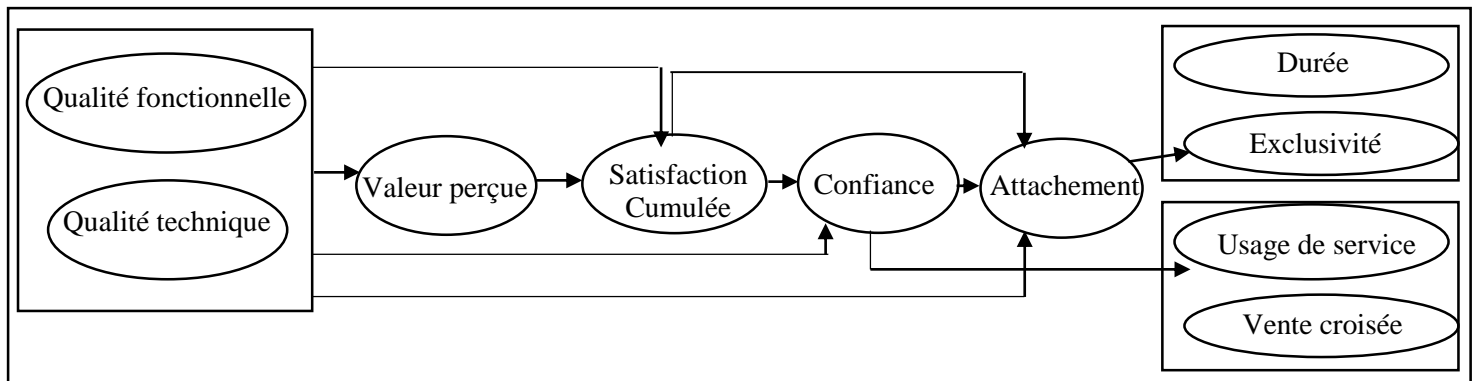 Qualité fonctionnelle
Qualité technique
Valeur perçue
Satisfaction
Cumulée
Confiance
Attachement
Durée
Exclusivité
Usage de service
Vente croisée